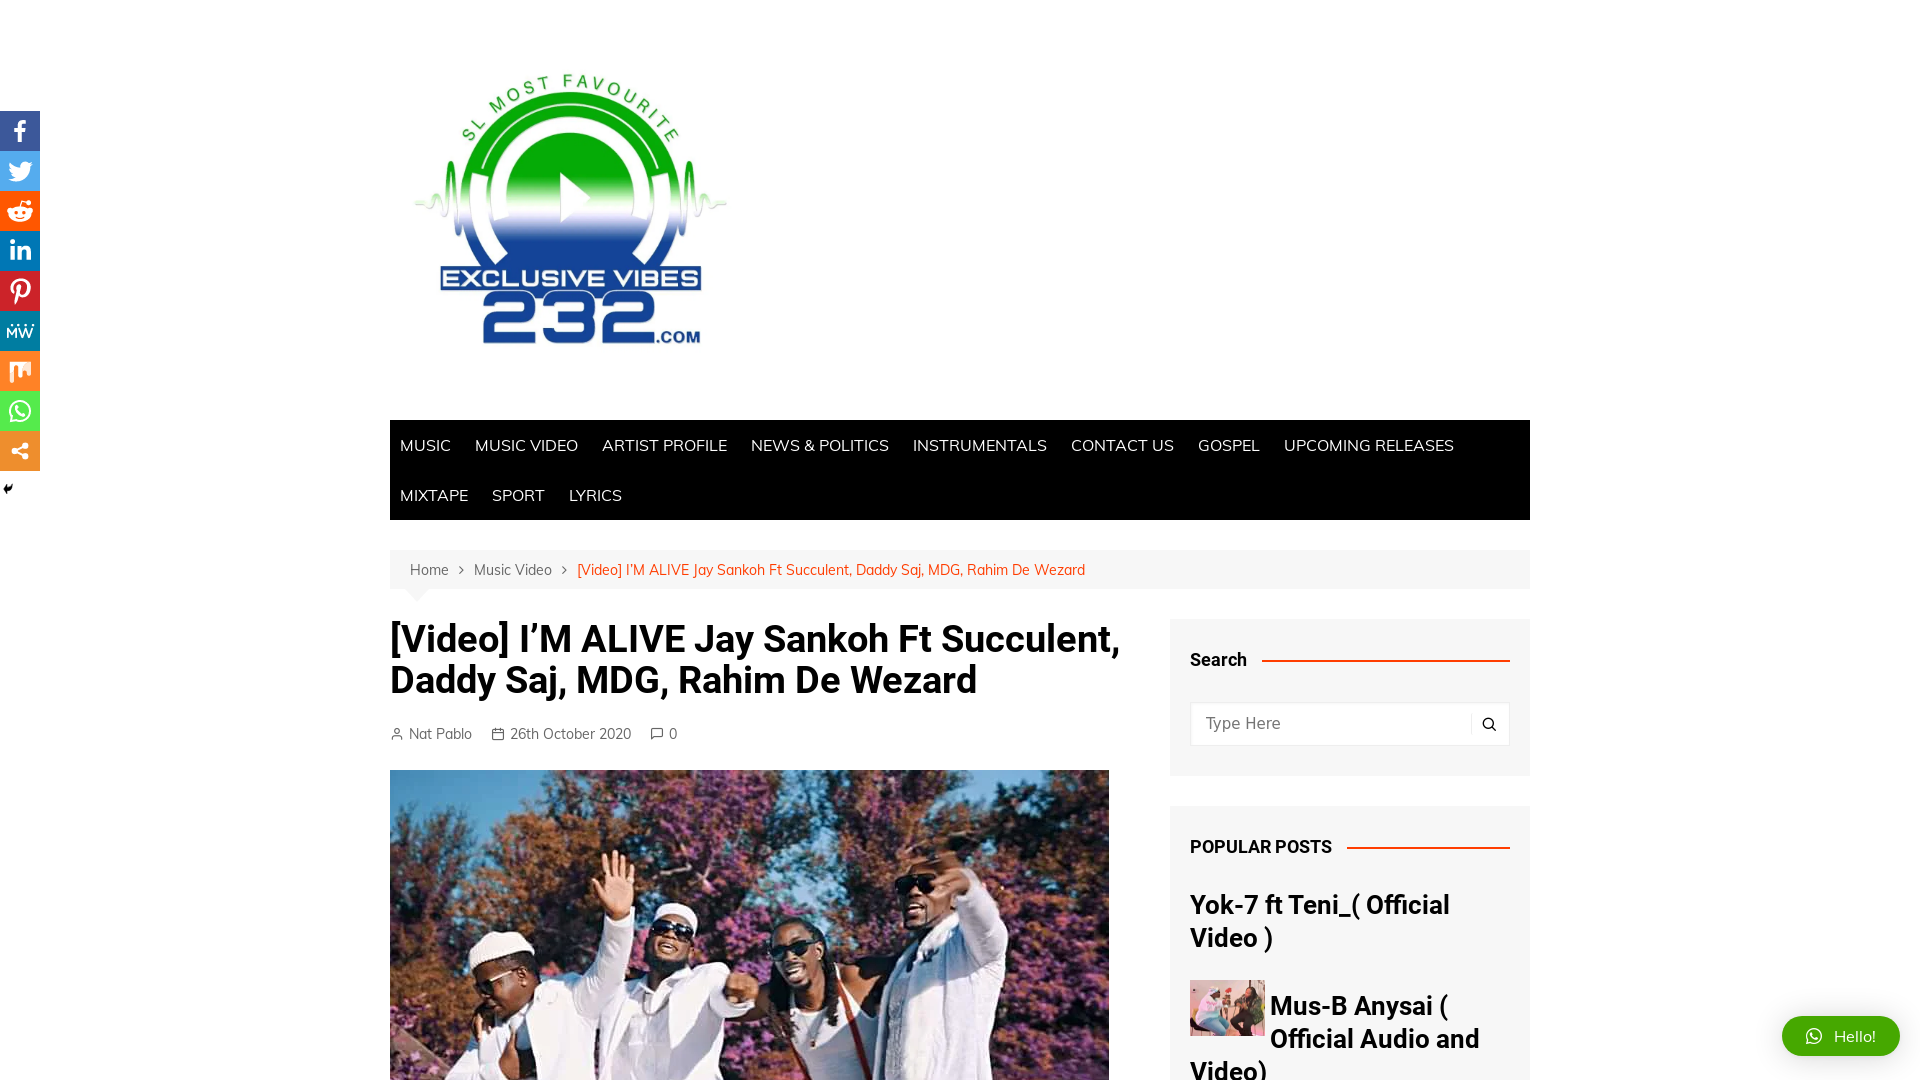 SL MOST FAVOURITE
EXCLUSIVE VIBES
232
.COM
MUSIC MUSIC VIDEO ARTIST PROFILE NEWS & POLITICS INSTRUMENTALS CONTACT US GOSPEL UPCOMING RELEASES
MIXTAPE SPORT LYRICS
Home > Music Video > [Video] I’M ALIVE Jay Sankoh Ft Succulent, Daddy Saj, MDG, Rahim De Wezard
[Video] I’M ALIVE Jay Sankoh Ft Succulent,
Daddy Saj, MDG, Rahim De Wezard
Nat Pablo 26th October 2020 0
Search
Type Here
POPULAR POSTS
Yok-7 ft Teni_( Official
Video )
Mus-B Anysai (
Official Audio and
Video)
MW
Hello!